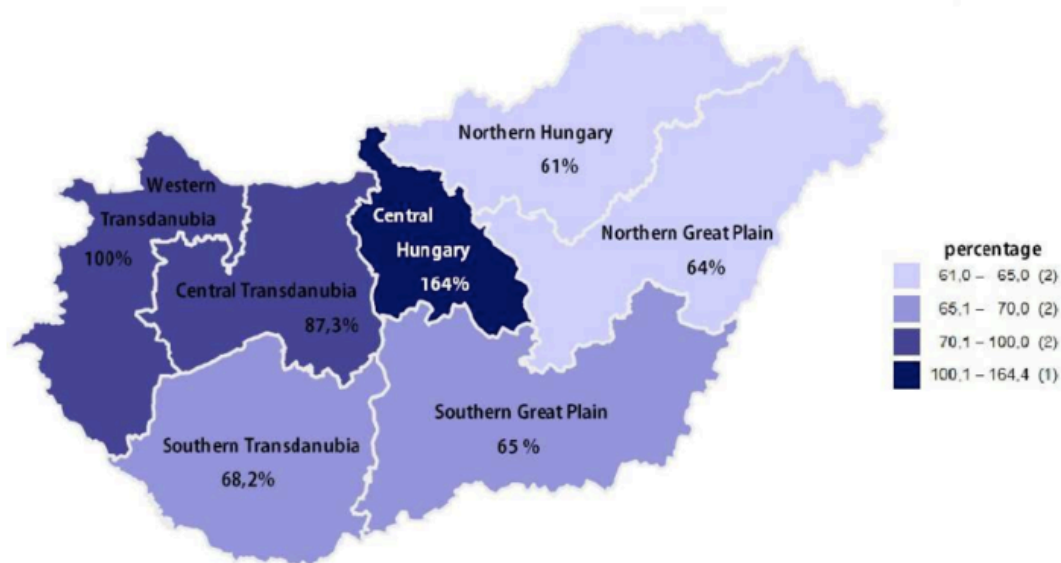 Northern Hungary
61%
Western
Transdanubia
100%
Central
Hungary
164%
Northern Great Plain
64%
Central Transdanubia
87,3%
Southern Great Plain
65 %
Southern Transdanubia
68,2%
percentage
61,0 – 65,0 (2)
65,1 – 70,0 (2)
70,1 – 100,0 (2)
100,1 – 164,4 (1)